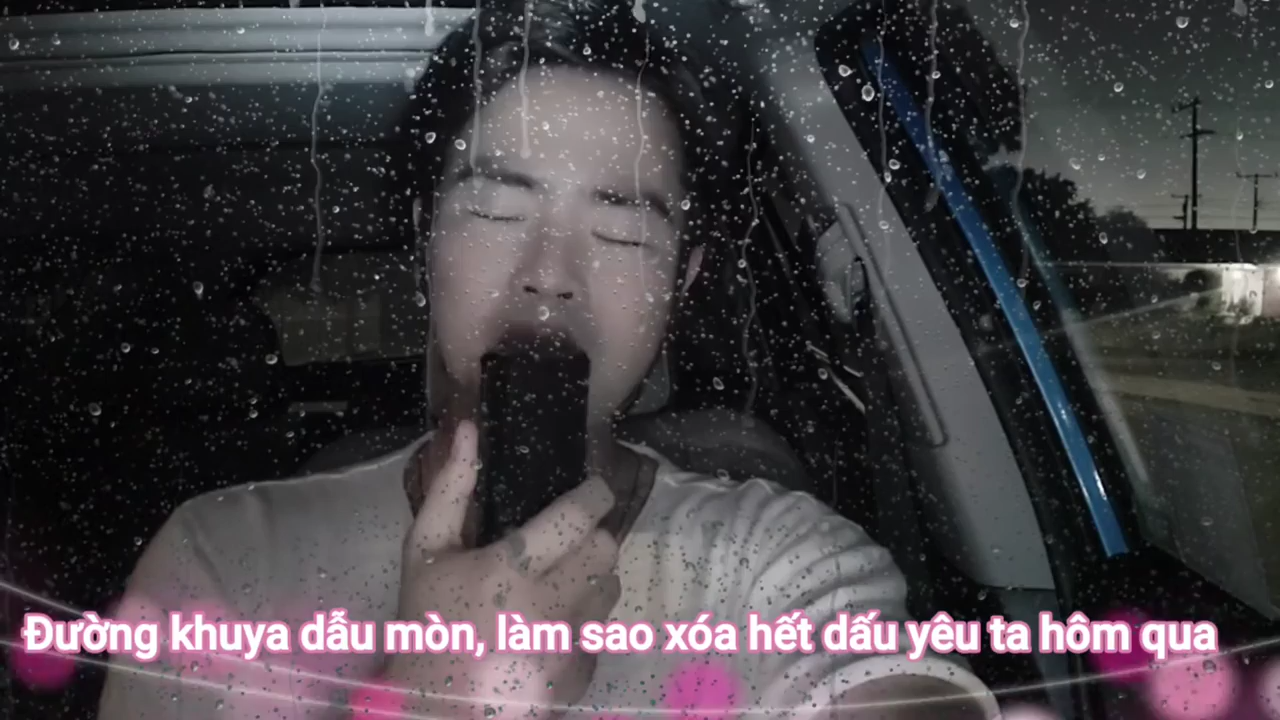 Đường khuya dẫu mòn, làm sao xóa hết dấu yêu ta hôm qua